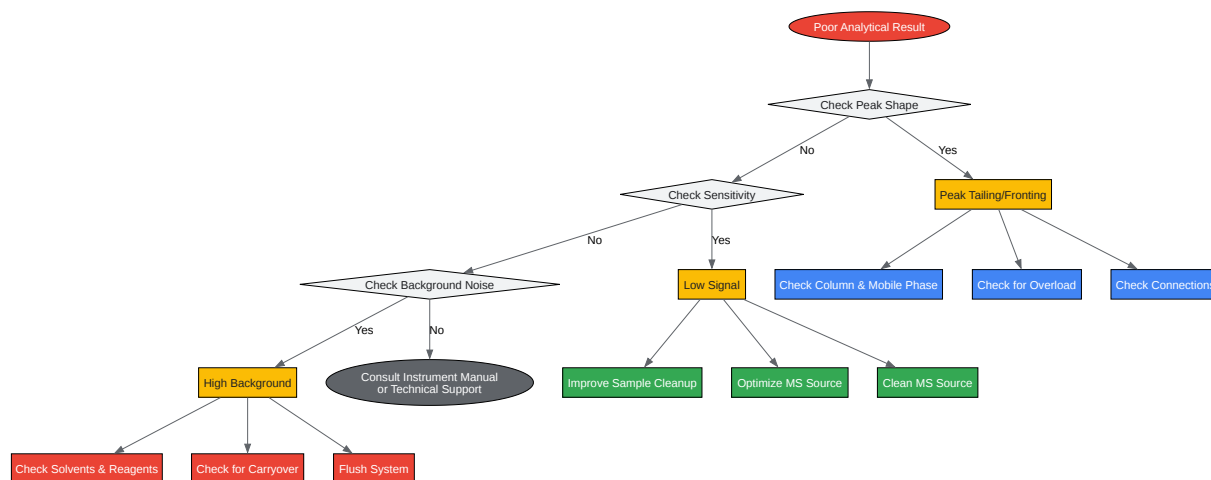 Poor Analytical Result
Check Peak Shape
No
Yes
Check Sensitivity
Peak Tailing/Fronting
No
Yes
Check Background Noise
Low Signal
Check Column & Mobile Phase
Check for Overload
Check Connections
Yes
No
High Background
Consult Instrument Manual
or Technical Support
Improve Sample Cleanup
Optimize MS Source
Clean MS Source
Check Solvents & Reagents
Check for Carryover
Flush System